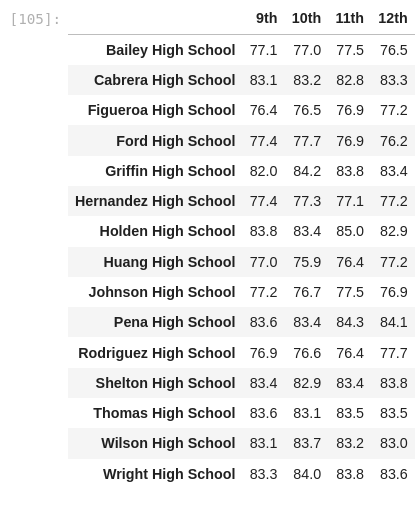 [105]:
9th 10th 11th 12th
Bailey High School 77.1 77.0 77.5 76.5
Cabrera High School 83.1 83.2 82.8 83.3
Figueroa High School 76.4 76.5 76.9 77.2
Ford High School 77.4 77.7 76.9 76.2
Griffin High School 82.0 84.2 83.8 83.4
Hernandez High School 77.4 77.3 77.1 77.2
Holden High School 83.8 83.4 85.0 82.9
Huang High School 77.0 75.9 76.4 77.2
Johnson High School 77.2 76.7 77.5 76.9
Pena High School 83.6 83.4 84.3 84.1
Rodriguez High School 76.9 76.6 76.4 77.7
Shelton High School 83.4 82.9 83.4 83.8
Thomas High School 83.6 83.1 83.5 83.5
Wilson High School 83.1 83.7 83.2 83.0
Wright High School 83.3 84.0 83.8 83.6